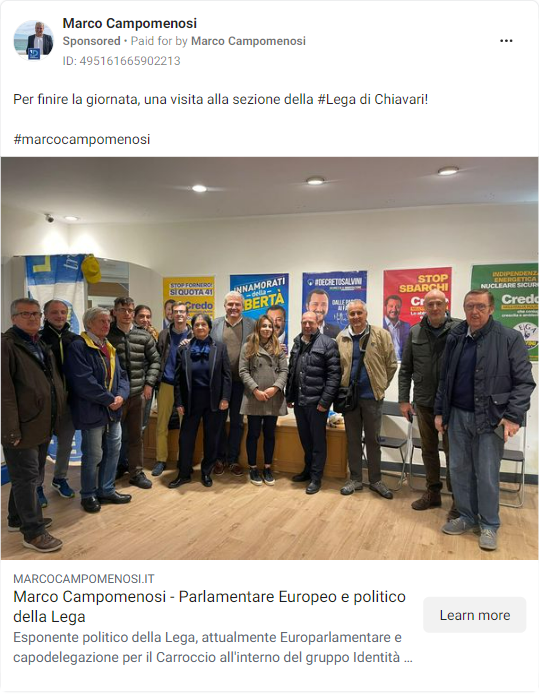 Marco Campomenosi
Sponsored • Paid for by Marco Campomenosi
ID: 495161665902213
Per finire la giornata, una visita alla sezione della #Lega di Chiavari!
#marcocampomenosi
STOP FORNERO!
SÌ QUOTA 41
Credo
INNAMORATI
della
LIBERTÀ
#DECRETOSALVINI
STOP
SBARCHI
Credo
INDIPENDENZA
ENERGETICA
NUCLEARE SICURO
Credo
MARCOCAMPOMENOSI.IT
Marco Campomenosi - Parlamentare Europeo e politico
della Lega
Learn more
Esponente politico della Lega, attualmente Europarlamentare e
capodelegazione per il Carroccio all'interno del gruppo Identità ...